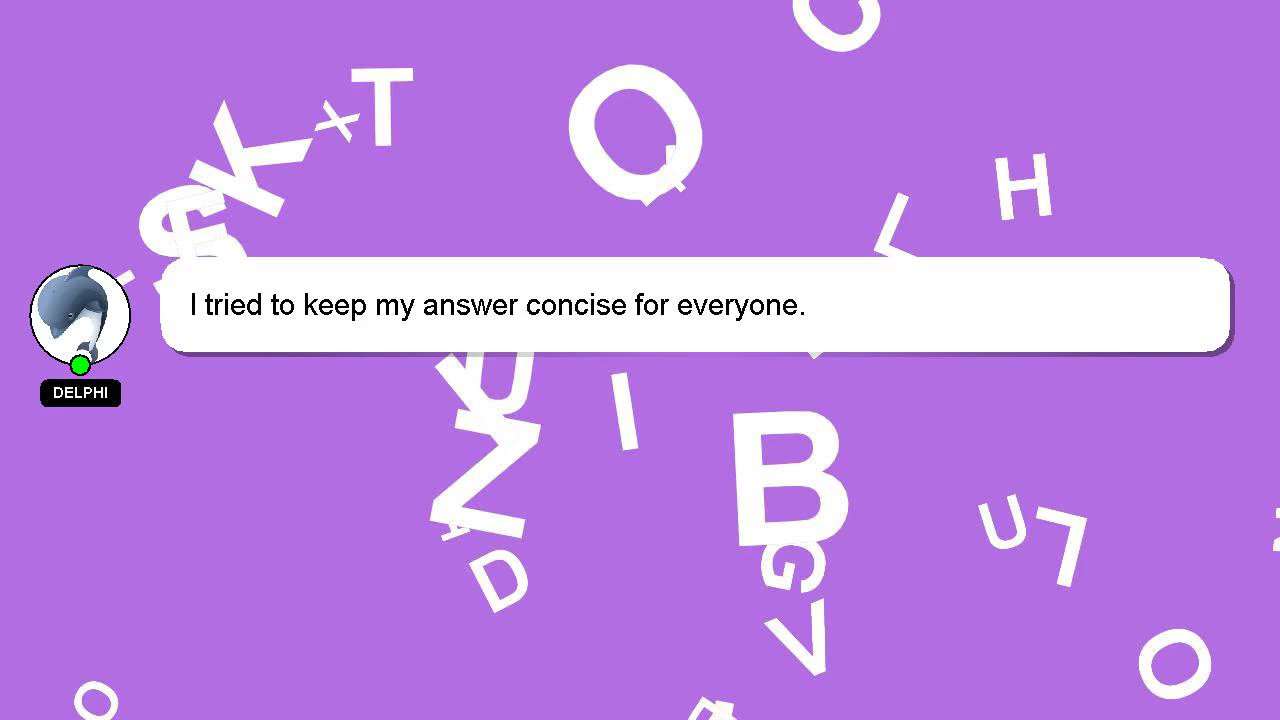 I tried to keep my answer concise for everyone.
DELPHI
C
T
X
K
O
H
S
E
L
U
I
N
B
D
G
U
L
V
O
O